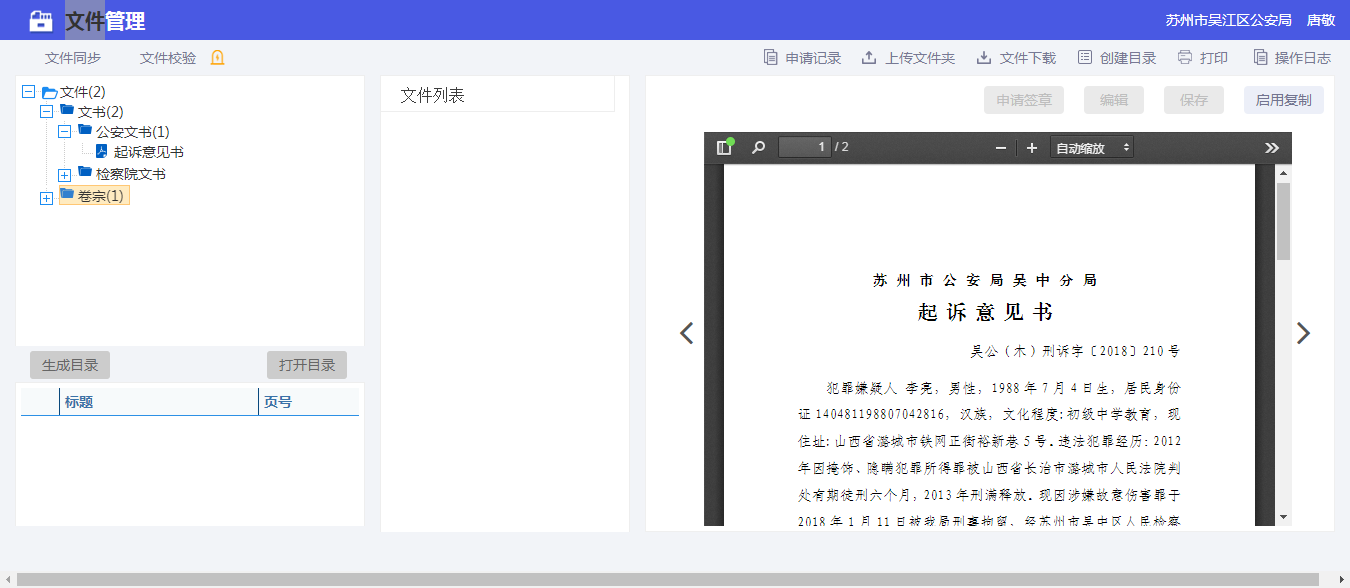 文件管理
苏州市吴江区公安局 唐敬
文件同步 文件校验
申请记录 上传文件夹 文件下载 创建目录 打印 操作日志
文件(2)
文书(2)
公安文书(1)
起诉意见书
检察院文书
卷宗(1)
生成目录 打开目录
标题 页号
文件列表
申请签章 编辑 保存 启用复制
1 / 2 自动缩放
苏州市公安局吴中分局
起诉意见书
吴公（木）刑诉字〔2018〕210 号
犯罪嫌疑人 李亮，男性，1988 年 7 月 4 日生，居民身份
证 140481198807042816，汉族，文化程度:初级中学教育，现
住址: 山西省潞城市铁网正街裕新巷 5 号。违法犯罪经历: 2012
年因掩饰、隐瞒犯罪所得罪被山西省长治市潞城市人民法院判
处有期徒刑六个月，2013 年刑满释放。现因涉嫌故意伤害罪于
2018 年 1 月 11 日被我局刑事拘留，经苏州市吴中区人民检察